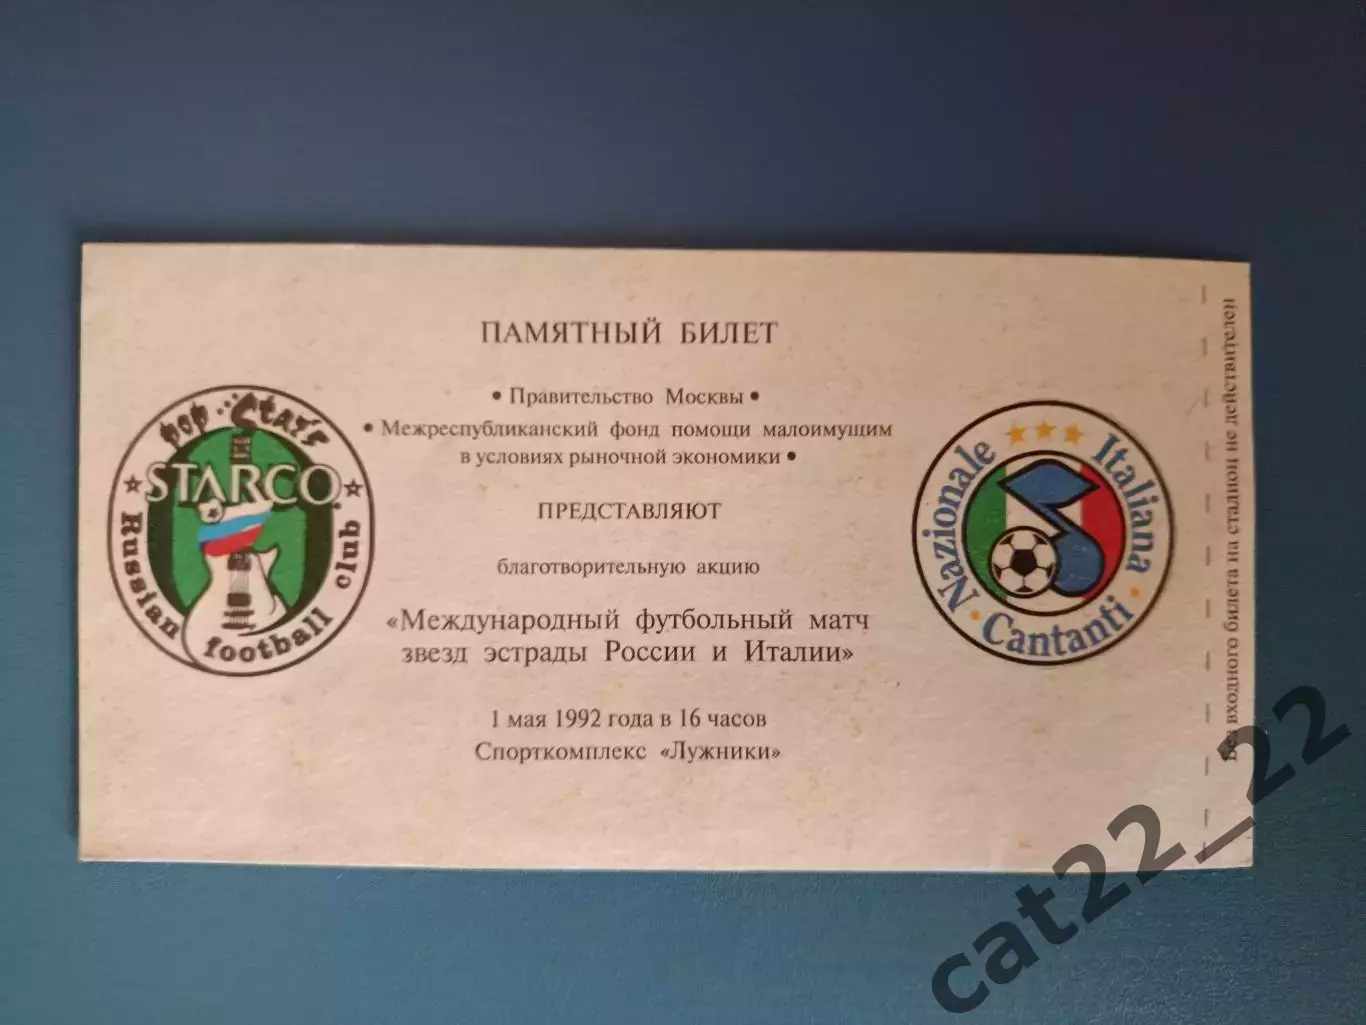 ПАМЯТНЫЙ БИЛЕТ
• Правительство Москвы •
• Межреспубликанский фонд помощи малоимущим
в условиях рыночной экономики •
ПРЕДСТАВЛЯЮТ
благотворительную акцию
«Международный футбольный матч
звезд эстрады России и Италии»
1 мая 1992 года в 16 часов
Спорткомплекс «Лужники»
pop Stars
STARCO
Russian football club
Nazionale Italiana
Cantanti
Без входного билета на стадион не действителен
cat22_22